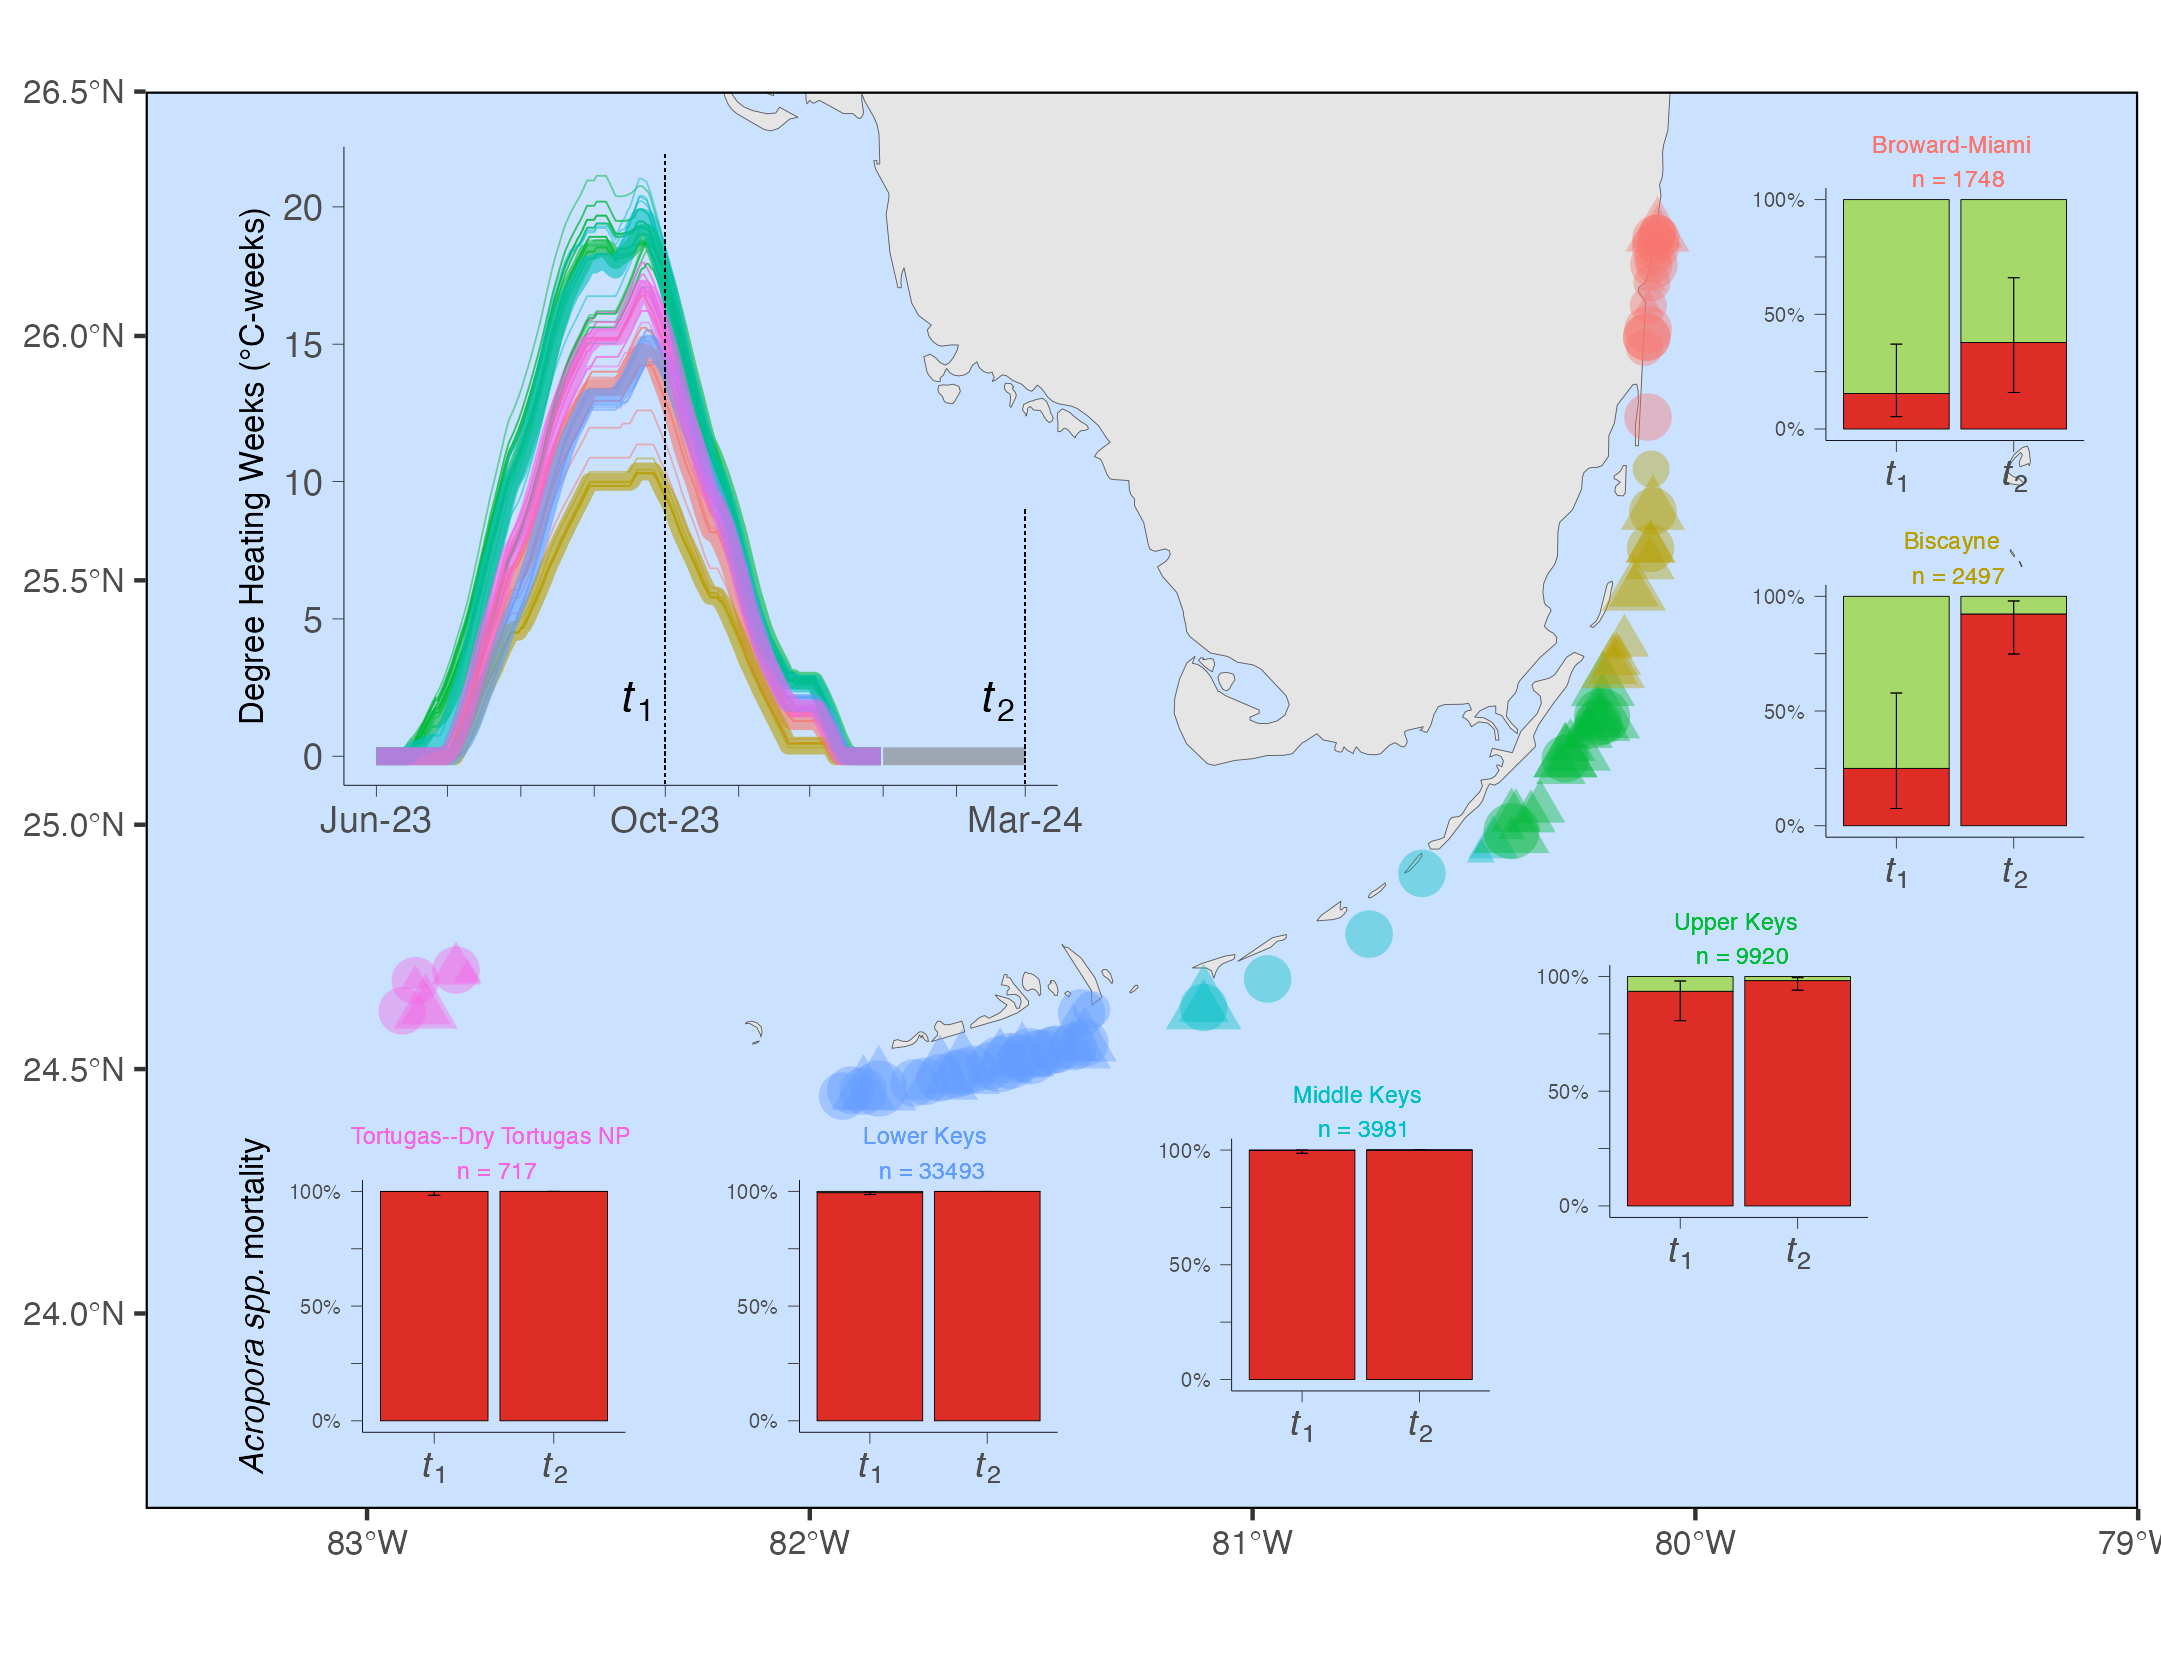 26.5°N
26.0°N
25.5°N
25.0°N
24.5°N
24.0°N
83°W
82°W
81°W
80°W
79°W
Degree Heating Weeks (°C-weeks)
20
15
10
5
0
t1
t2
Jun-23
Oct-23
Mar-24
Broward-Miami
n = 1748
100%
50%
0%
t1
t2
Biscayne
n = 2497
100%
50%
0%
t1
t2
Upper Keys
n = 9920
100%
50%
0%
t1
t2
Middle Keys
n = 3981
100%
50%
0%
t1
t2
Lower Keys
n = 33493
100%
50%
0%
t1
t2
Tortugas--Dry Tortugas NP
n = 717
100%
50%
0%
t1
t2
Acropora spp. mortality